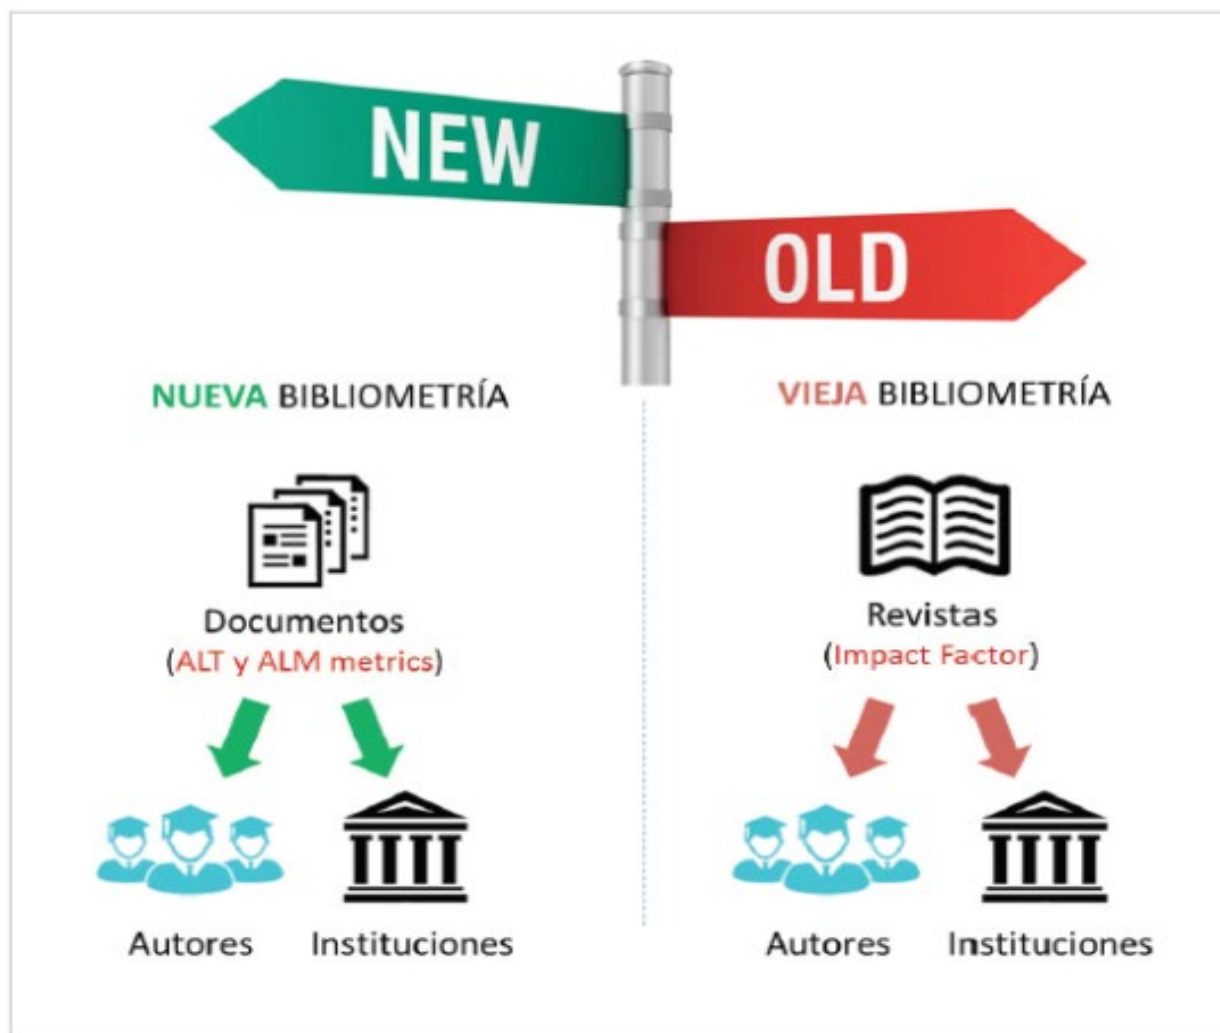 NEW
OLD
NUEVA BIBLIOMETRÍA
Documentos
(ALT y ALM metrics)
Autores
Instituciones
VIEJA BIBLIOMETRÍA
Revistas
(Impact Factor)
Autores
Instituciones